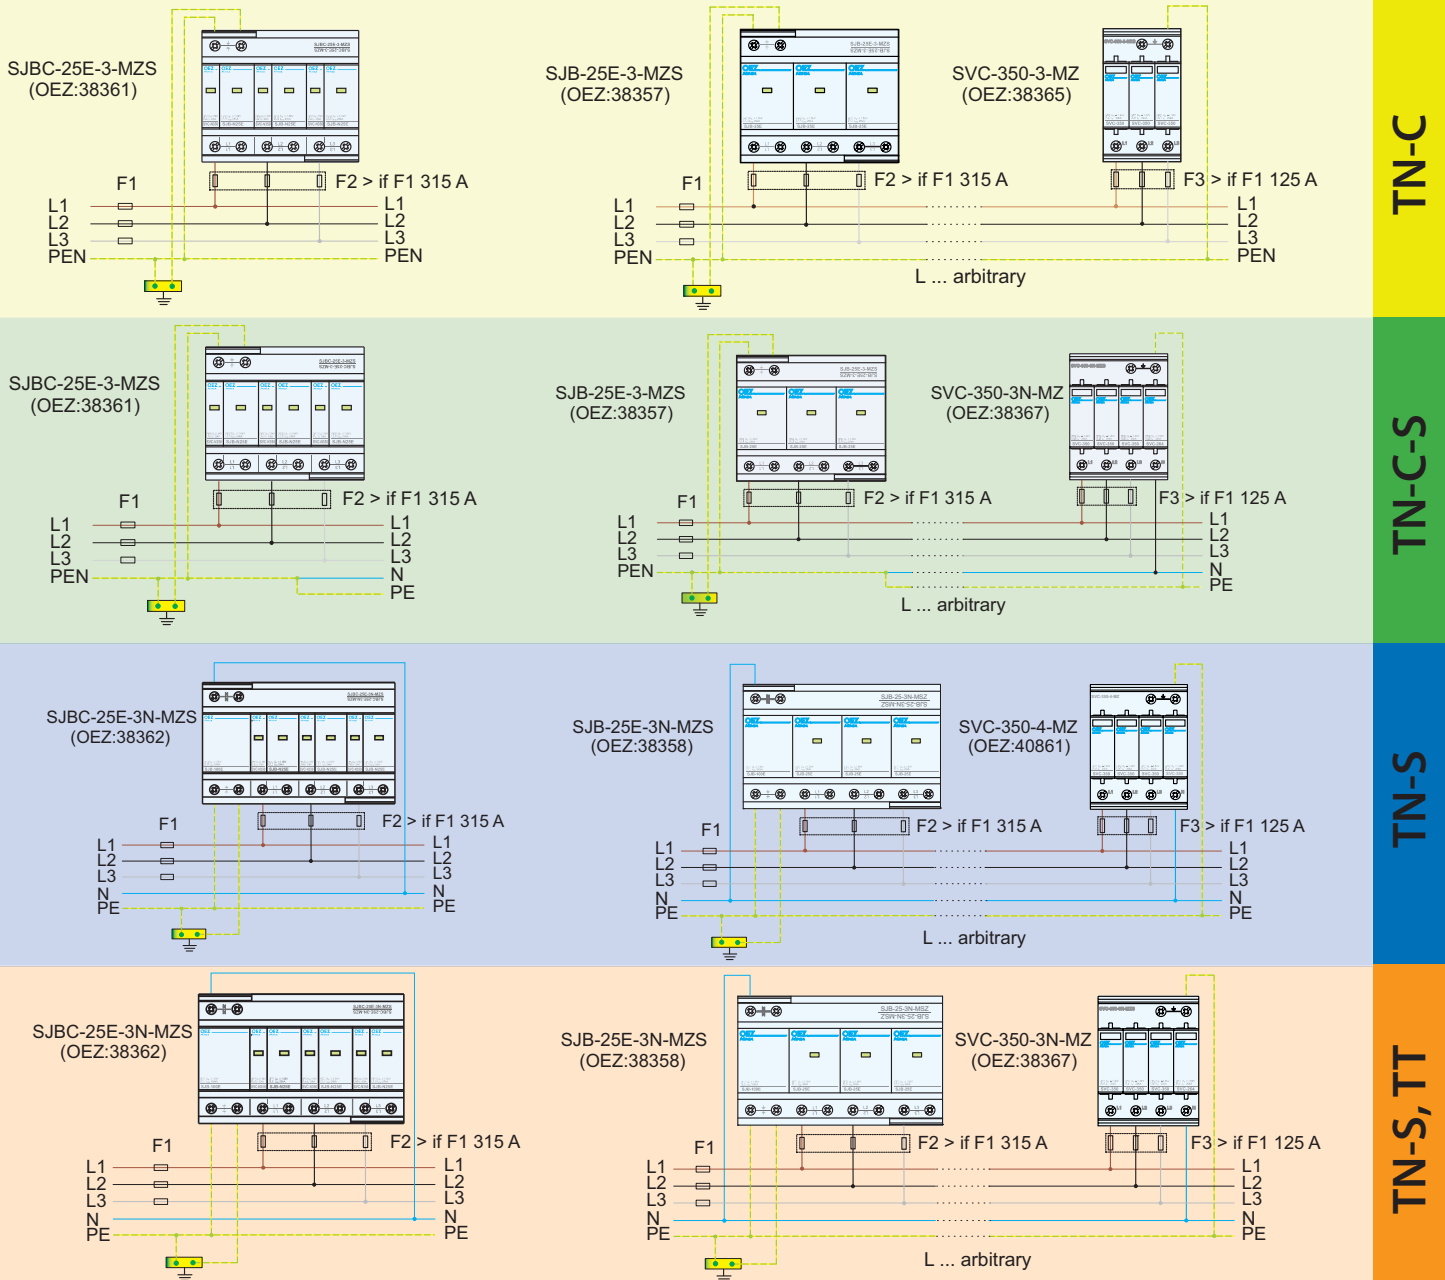 SJBC-25E-3-MZS
(OEZ:38361)
F1
F2 > if F1 315 A
L1
L2
L3
PEN
L1
L2
L3
PEN
SJB-25E-3-MZS
(OEZ:38357)
SVC-350-3-MZ
(OEZ:38365)
F1
F2 > if F1 315 A
F3 > if F1 125 A
L1
L2
L3
PEN
L1
L2
L3
PEN
L ... arbitrary
TN-C
SJBC-25E-3-MZS
(OEZ:38361)
F1
F2 > if F1 315 A
L1
L2
L3
PEN
L1
L2
L3
N
PE
SJB-25E-3-MZS
(OEZ:38357)
SVC-350-3N-MZ
(OEZ:38367)
F1
F2 > if F1 315 A
F3 > if F1 125 A
L1
L2
L3
PEN
L1
L2
L3
N
PE
L ... arbitrary
TN-C-S
SJBC-25E-3N-MZS
(OEZ:38362)
F1
F2 > if F1 315 A
L1
L2
L3
N
PE
L1
L2
L3
N
PE
SJB-25E-3N-MZS
(OEZ:38358)
SJB-25-3N-MSZ
SVC-350-4-MZ
(OEZ:40861)
F1
F2 > if F1 315 A
F3 > if F1 125 A
L1
L2
L3
N
PE
L1
L2
L3
N
PE
L ... arbitrary
TN-S
SJBC-25E-3N-MZS
(OEZ:38362)
F1
F2 > if F1 315 A
L1
L2
L3
N
PE
L1
L2
L3
N
PE
SJB-25E-3N-MZS
(OEZ:38358)
SJB-25-3N-MSZ
SVC-350-3N-MZ
(OEZ:38367)
F1
F2 > if F1 315 A
F3 > if F1 125 A
L1
L2
L3
N
PE
L1
L2
L3
N
PE
L ... arbitrary
TN-S, TT